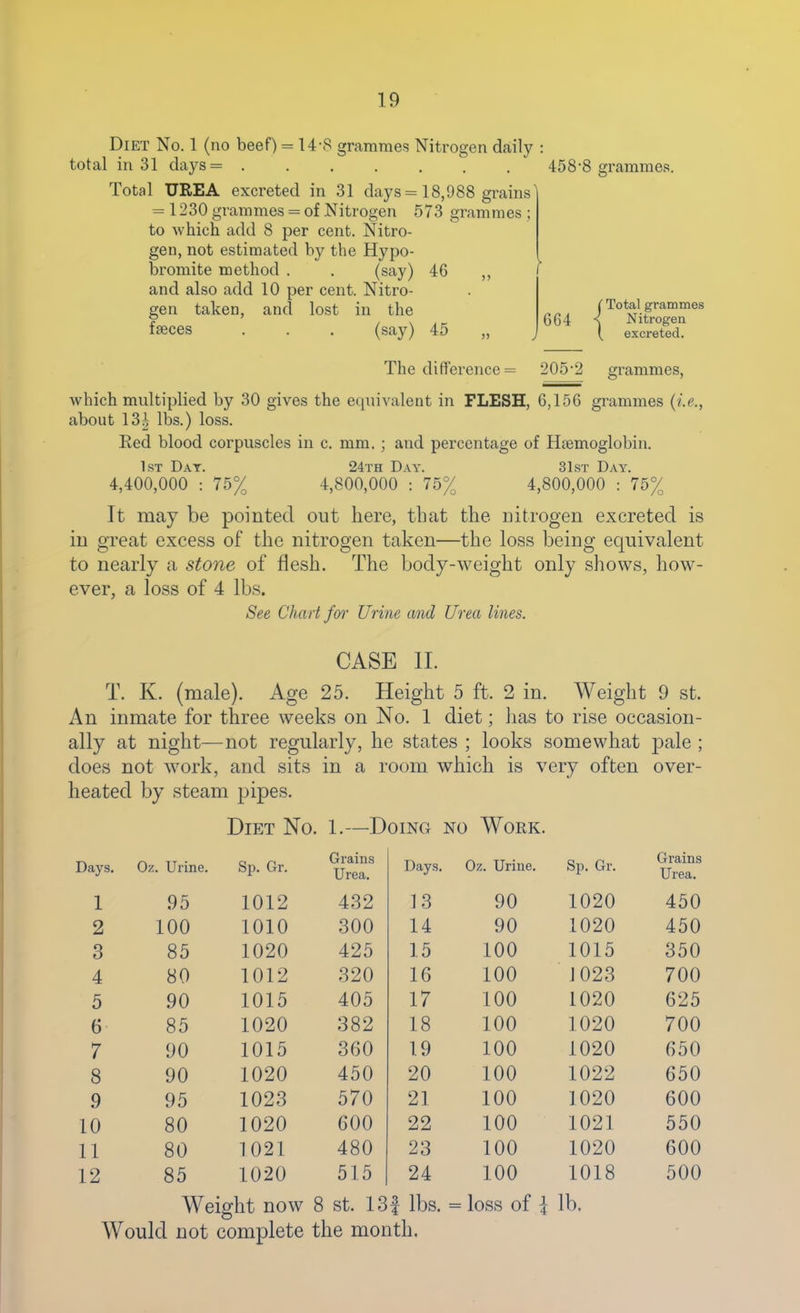 19
Diet No. 1 (no beef) = 14·8 grammes Nitrogen daily :
total in 31 days = . . . . . . . 458·8 grammes.
Total UREA excreted in 31 days = 18,988 grains
= 1230 grammes = of Nitrogen 573 grammes ;
to which add 8 per cent. Nitro-
gen, not estimated by the Hypo-
bromite method . . (say) 46 „
and also add 10 per cent. Nitro-
gen taken, and lost in the
fæces . . . (say) 45 „
664 { Total grammes
Nitrogen
excreted.
The difference = 205·2 grammes,
which multiplied by 30 gives the equivalent in FLESH, 6,156 grammes (i.e.,
about 13½ lbs.) loss.
Red blood corpuscles in c. mm. ; and percentage of Hæmoglobin.
1st Day. 24th Day. 31st Day.
4,400,000 : 75% 4,800,000 : 75% 4,800,000 : 75%
It may be pointed out here, that the nitrogen excreted is
in great excess of the nitrogen taken—the loss being equivalent
to nearly a stone of flesh. The body-weight only shows, how-
ever, a loss of 4 lbs.
See Chart for Urine and Urea lines.
CASE II.
T. K. (male). Age 25. Height 5 ft. 2 in. Weight 9 st.
An inmate for three weeks on No. 1 diet ; has to rise occasion-
ally at night—not regularly, he states ; looks somewhat pale ;
does not work, and sits in a room which is very often over-
heated by steam pipes.
Diet No. 1.—Doing no Work.
Days. Oz. Urine. Sp. Gr. Grains Urea. Days. Oz. Urine. Sp. Gr. Grains Urea.
1 95 1012 432 13 90 1020 450
2 100 1010 300 14 90 1020 450
3 85 1020 425 15 100 1015 350
4 80 1012 320 16 100 1023 700
5 90 1015 405 17 100 1020 625
6 85 1020 382 18 100 1020 700
7 90 1015 360 19 100 1020 650
8 90 1020 450 20 100 1022 650
9 95 1023 570 21 100 1020 600
10 80 1020 600 22 100 1021 550
11 80 1021 480 23 100 1020 600
12 85 1020 515 24 100 1018 500
Weight now 8 st. 13¾ lbs. = loss of ¼ lb.
Would not complete the month.